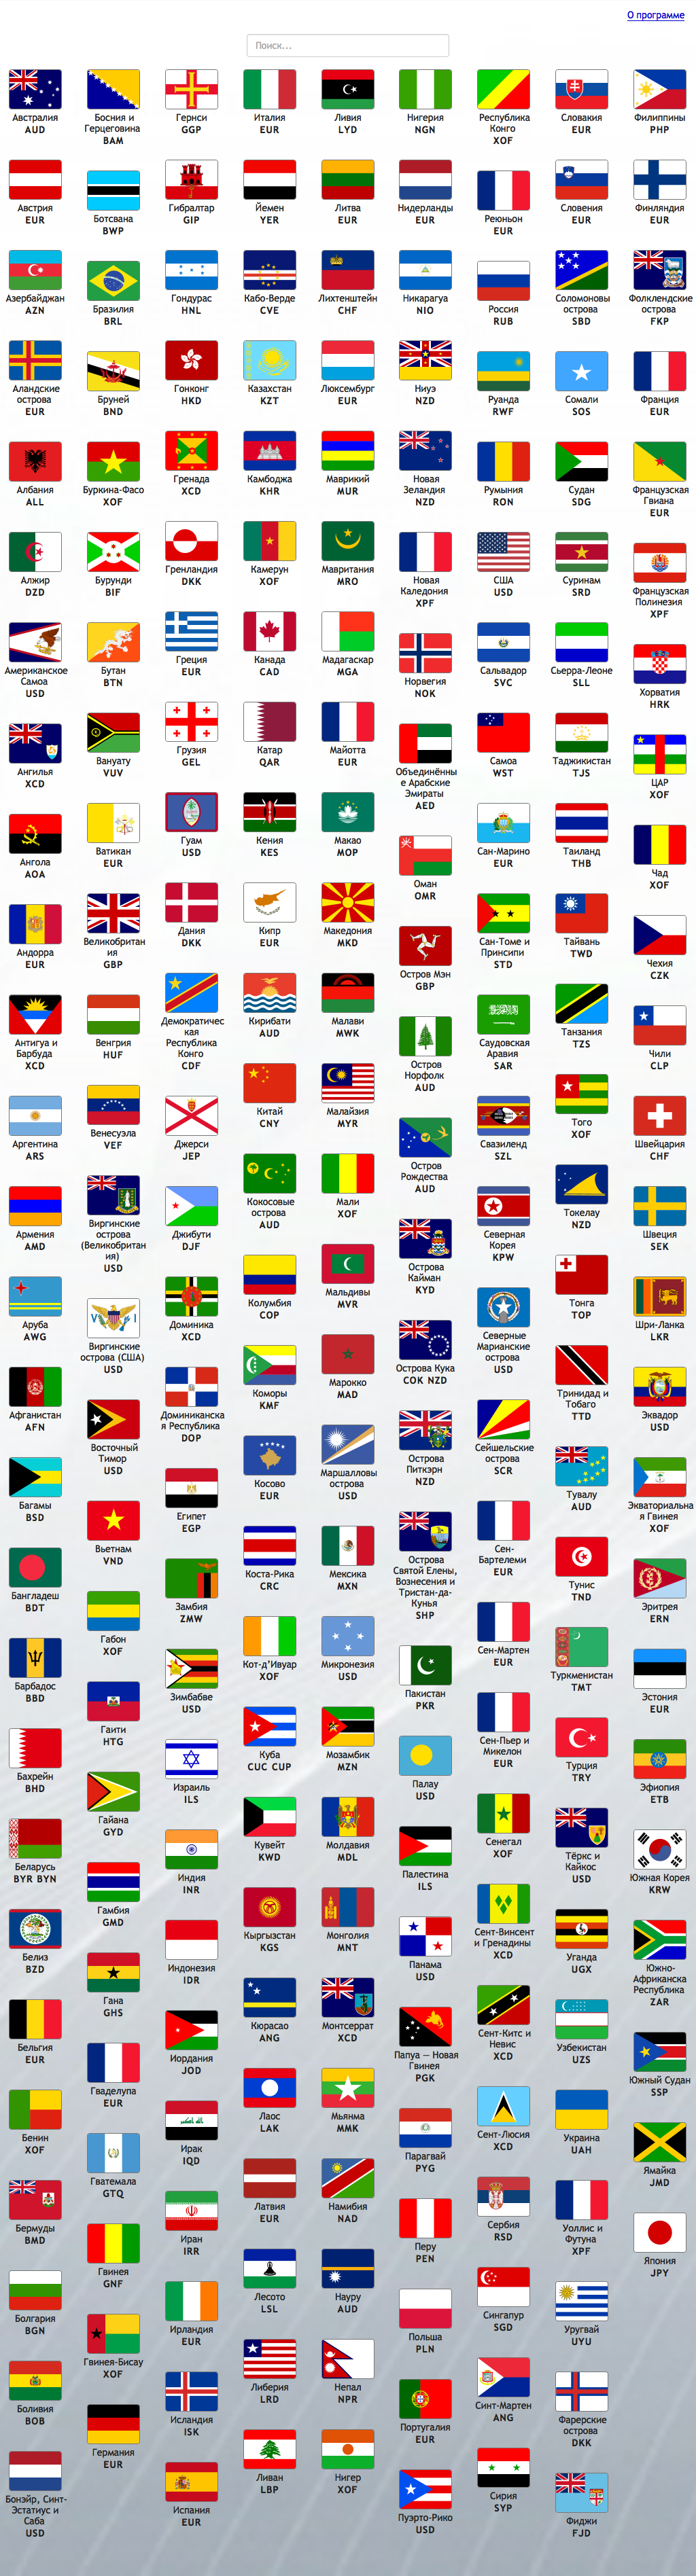 О программе
Поиск...
Австралия
AUD
Австрия
EUR
Азербайджан
AZN
Аландские
острова
EUR
Албания
ALL
Алжир
DZD
Американское
Самоа
USD
Ангилья
XCD
Ангола
AOA
Андорра
EUR
Антигуа и
Барбуда
XCD
Аргентина
ARS
Армения
AMD
Аруба
AWG
Афганистан
AFN
Багамы
BSD
Бангладеш
BDT
Барбадос
BBD
Бахрейн
BHD
Беларусь
BYR BYN
Белиз
BZD
Бельгия
EUR
Бенин
XOF
Бермуды
BMD
Болгария
BGN
Боливия
BOB
Бонэйр, Синт-
Эстатиус и
Саба
USD
Босния и
Герцеговина
BAM
Ботсвана
BWP
Бразилия
BRL
Бруней
BND
Буркина-Фасо
XOF
Бурунди
BIF
Бутан
BTN
Вануату
VUV
Ватикан
EUR
Великобритан
ия
GBP
Венгрия
HUF
Венесуэла
VEF
Виргинские
острова
(Великобритан
ия)
USD
Виргинские
острова (США)
USD
Восточный
Тимор
USD
Вьетнам
VND
Габон
XOF
Гаити
HTG
Гайана
GYD
Гамбия
GMD
Гана
GHS
Гваделупа
EUR
Гватемала
GTQ
Гвинея
GNF
Гвинея-Бисау
XOF
Германия
EUR
Гернси
GGP
Гибралтар
GIP
Гондурас
HNL
Гонконг
HKD
Гренада
XCD
Гренландия
DKK
Греция
EUR
Грузия
GEL
Гуам
USD
Дания
DKK
Демократичес
кая
Республика
Конго
CDF
Джерси
JEP
Джибути
DJF
Доминика
XCD
Доминиканска
я Республика
DOP
Египет
EGP
Замбия
ZMW
Зимбабве
USD
Израиль
ILS
Индия
INR
Индонезия
IDR
Иордания
JOD
Ирак
IQD
Иран
IRR
Ирландия
EUR
Исландия
ISK
Испания
EUR
Италия
EUR
Йемен
YER
Кабо-Верде
CVE
Казахстан
KZT
Камбоджа
KHR
Камерун
XOF
Канада
CAD
Катар
QAR
Кения
KES
Кипр
EUR
Кирибати
AUD
Китай
CNY
Кокосовые
острова
AUD
Колумбия
COP
Коморы
KMF
Косово
EUR
Коста-Рика
CRC
Кот-д'Ивуар
XOF
Куба
CUC CUP
Кувейт
KWD
Кыргызстан
KGS
Кюрасао
ANG
Лаос
LAK
Латвия
EUR
Лесото
LSL
Либерия
LRD
Ливан
LBP
Ливия
LYD
Литва
EUR
Лихтенштейн
CHF
Люксембург
EUR
Маврикий
MUR
Мавритания
MRO
Мадагаскар
MGA
Майотта
EUR
Макао
MOP
Македония
MKD
Малави
MWK
Малайзия
MYR
Мали
XOF
Мальдивы
MVR
Марокко
MAD
Маршалловы
острова
USD
Мексика
MXN
Микронезия
USD
Мозамбик
MZN
Молдавия
MDL
Монголия
MNT
Монтсеррат
XCD
Мьянма
MMK
Намибия
NAD
Науру
AUD
Непал
NPR
Нигер
XOF
Нигерия
NGN
Нидерланды
EUR
Никарагуа
NIO
Ниуэ
NZD
Новая
Зеландия
NZD
Новая
Каледония
XPF
Норвегия
NOK
Объединённы
е Арабские
Эмираты
AED
Оман
OMR
Остров Мэн
GBP
Остров
Норфолк
AUD
Остров
Рождества
AUD
Острова
Кайман
KYD
Острова Кука
COK NZD
Острова
Питкэрн
NZD
Острова
Святой Елены,
Вознесения и
Тристан-да-
Кунья
SHP
Пакистан
PKR
Палау
USD
Палестина
ILS
Панама
USD
Папуа — Новая
Гвинея
PGK
Парагвай
PYG
Перу
PEN
Польша
PLN
Португалия
EUR
Пуэрто-Рико
USD
Республика
Конго
XOF
Реюньон
EUR
Россия
RUB
Руанда
RWF
Румыния
RON
США
USD
Сальвадор
SVC
Самоа
WST
Сан-Марино
EUR
Сан-Томе и
Принсипи
STD
Саудовская
Аравия
SAR
Свазиленд
SZL
Северная
Корея
KPW
Северные
Марианские
острова
USD
Сейшельские
острова
SCR
Сен-
Бартелеми
EUR
Сен-Мартен
EUR
Сен-Пьер и
Микелон
EUR
Сенегал
XOF
Сент-Винсент
и Гренадины
XCD
Сент-Китс и
Невис
XCD
Сент-Люсия
XCD
Сербия
RSD
Сингапур
SGD
Синт-Мартен
ANG
Сирия
SYP
Словакия
EUR
Словения
EUR
Соломоновы
острова
SBD
Сомали
SOS
Судан
SDG
Суринам
SRD
Сьерра-Леоне
SLL
Таджикистан
TJS
Таиланд
THB
Тайвань
TWD
Танзания
TZS
Того
XOF
Токелау
NZD
Тонга
TOP
Тринидад и
Тобаго
TTD
Тувалу
AUD
Тунис
TND
Туркменистан
TMT
Турция
TRY
Тёркс и
Кайкос
USD
Уганда
UGX
Узбекистан
UZS
Украина
UAH
Уоллис и
Футуна
XPF
Уругвай
UYU
Фарерские
острова
DKK
Фиджи
FJD
Филиппины
PHP
Финляндия
EUR
Фолклендские
острова
FKP
Франция
EUR
Французская
Гвиана
EUR
Французская
Полинезия
XPF
Хорватия
HRK
ЦАР
XOF
Чад
XOF
Чехия
CZK
Чили
CLP
Швейцария
CHF
Швеция
SEK
Шри-Ланка
LKR
Эквадор
USD
Экваториальна
я Гвинея
XOF
Эритрея
ERN
Эстония
EUR
Эфиопия
ETB
Южная Корея
KRW
Южно-
Африканска
Республика
ZAR
Южный Судан
SSP
Ямайка
JMD
Япония
JPY